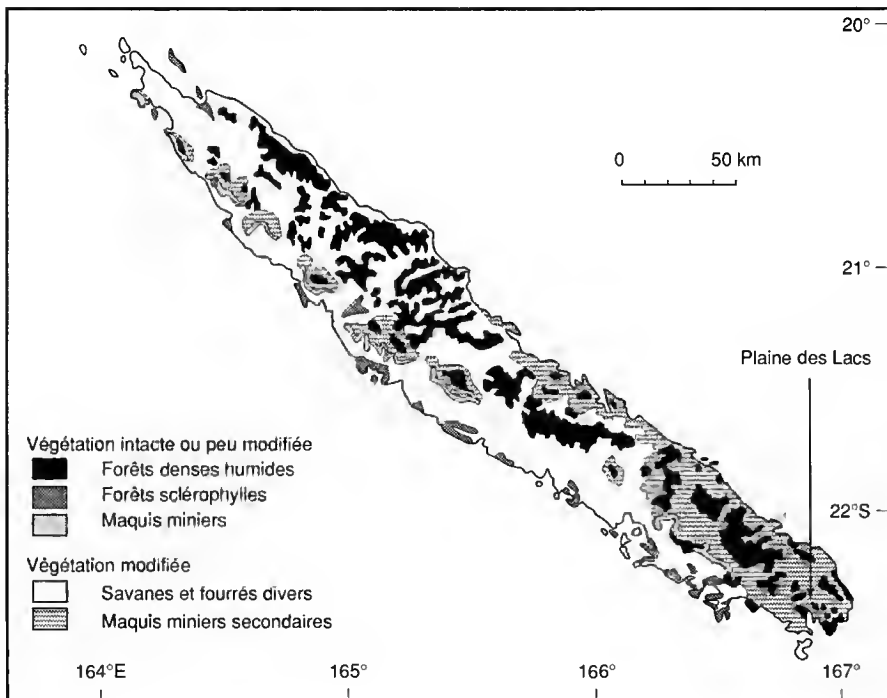 20°
0 50 km
21°
Plaine des Lacs
Végétation intacte ou peu modifiée
Forêts denses humides
Forêts sclérophylles
Maquis miniers
22°S
Végétation modifiée
Savanes et fourrés divers
Maquis miniers secondaires
164°E 165° 166° 167°